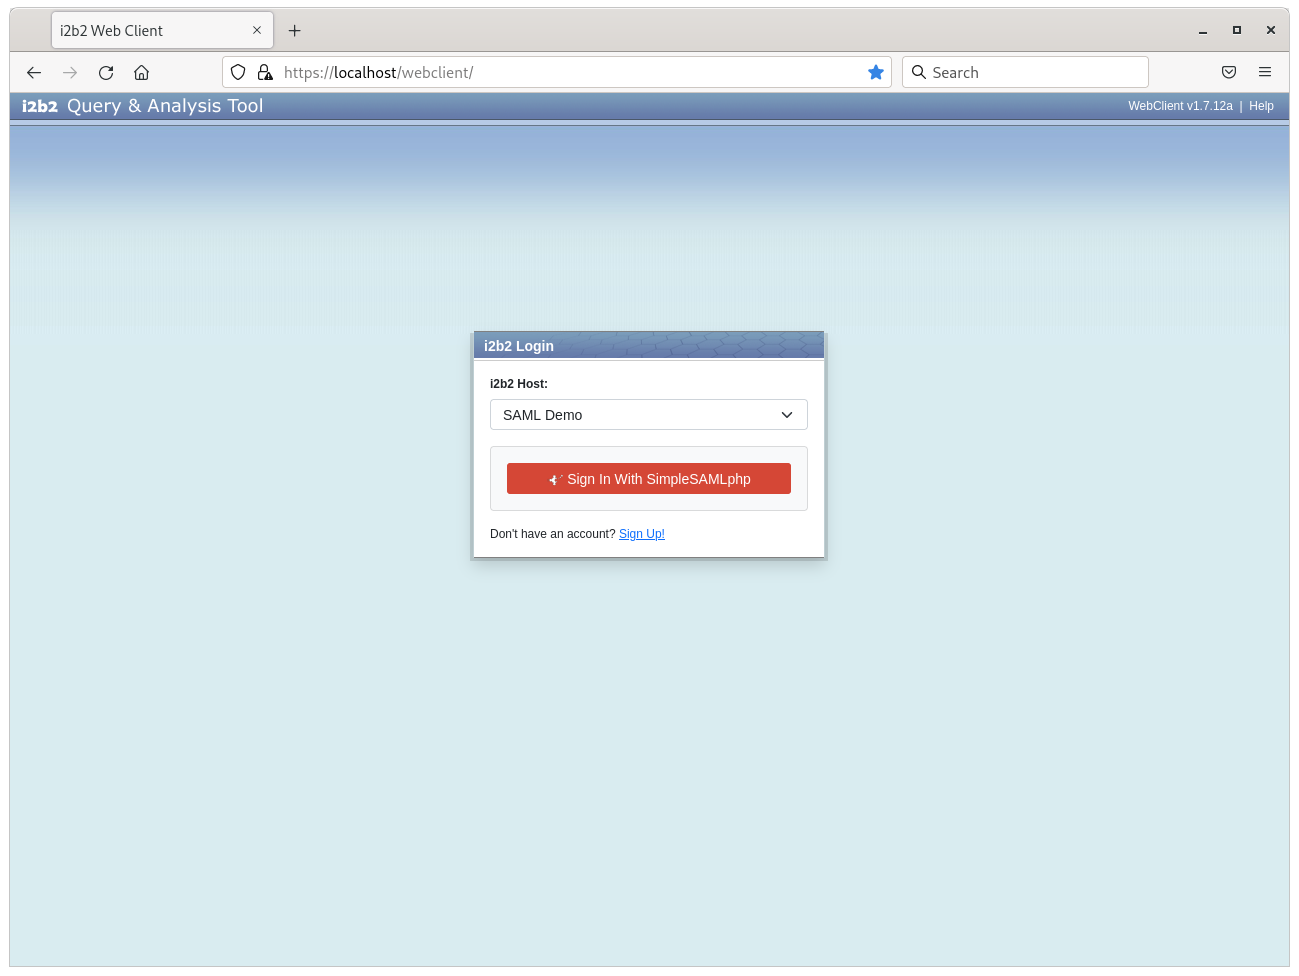 i2b2 Web Client
https://localhost/webclient/
Search
i2b2 Query & Analysis Tool
WebClient v1.7.12a | Help
i2b2 Login
i2b2 Host:
SAML Demo
Sign In With SimpleSAMLphp
Don't have an account? Sign Up!